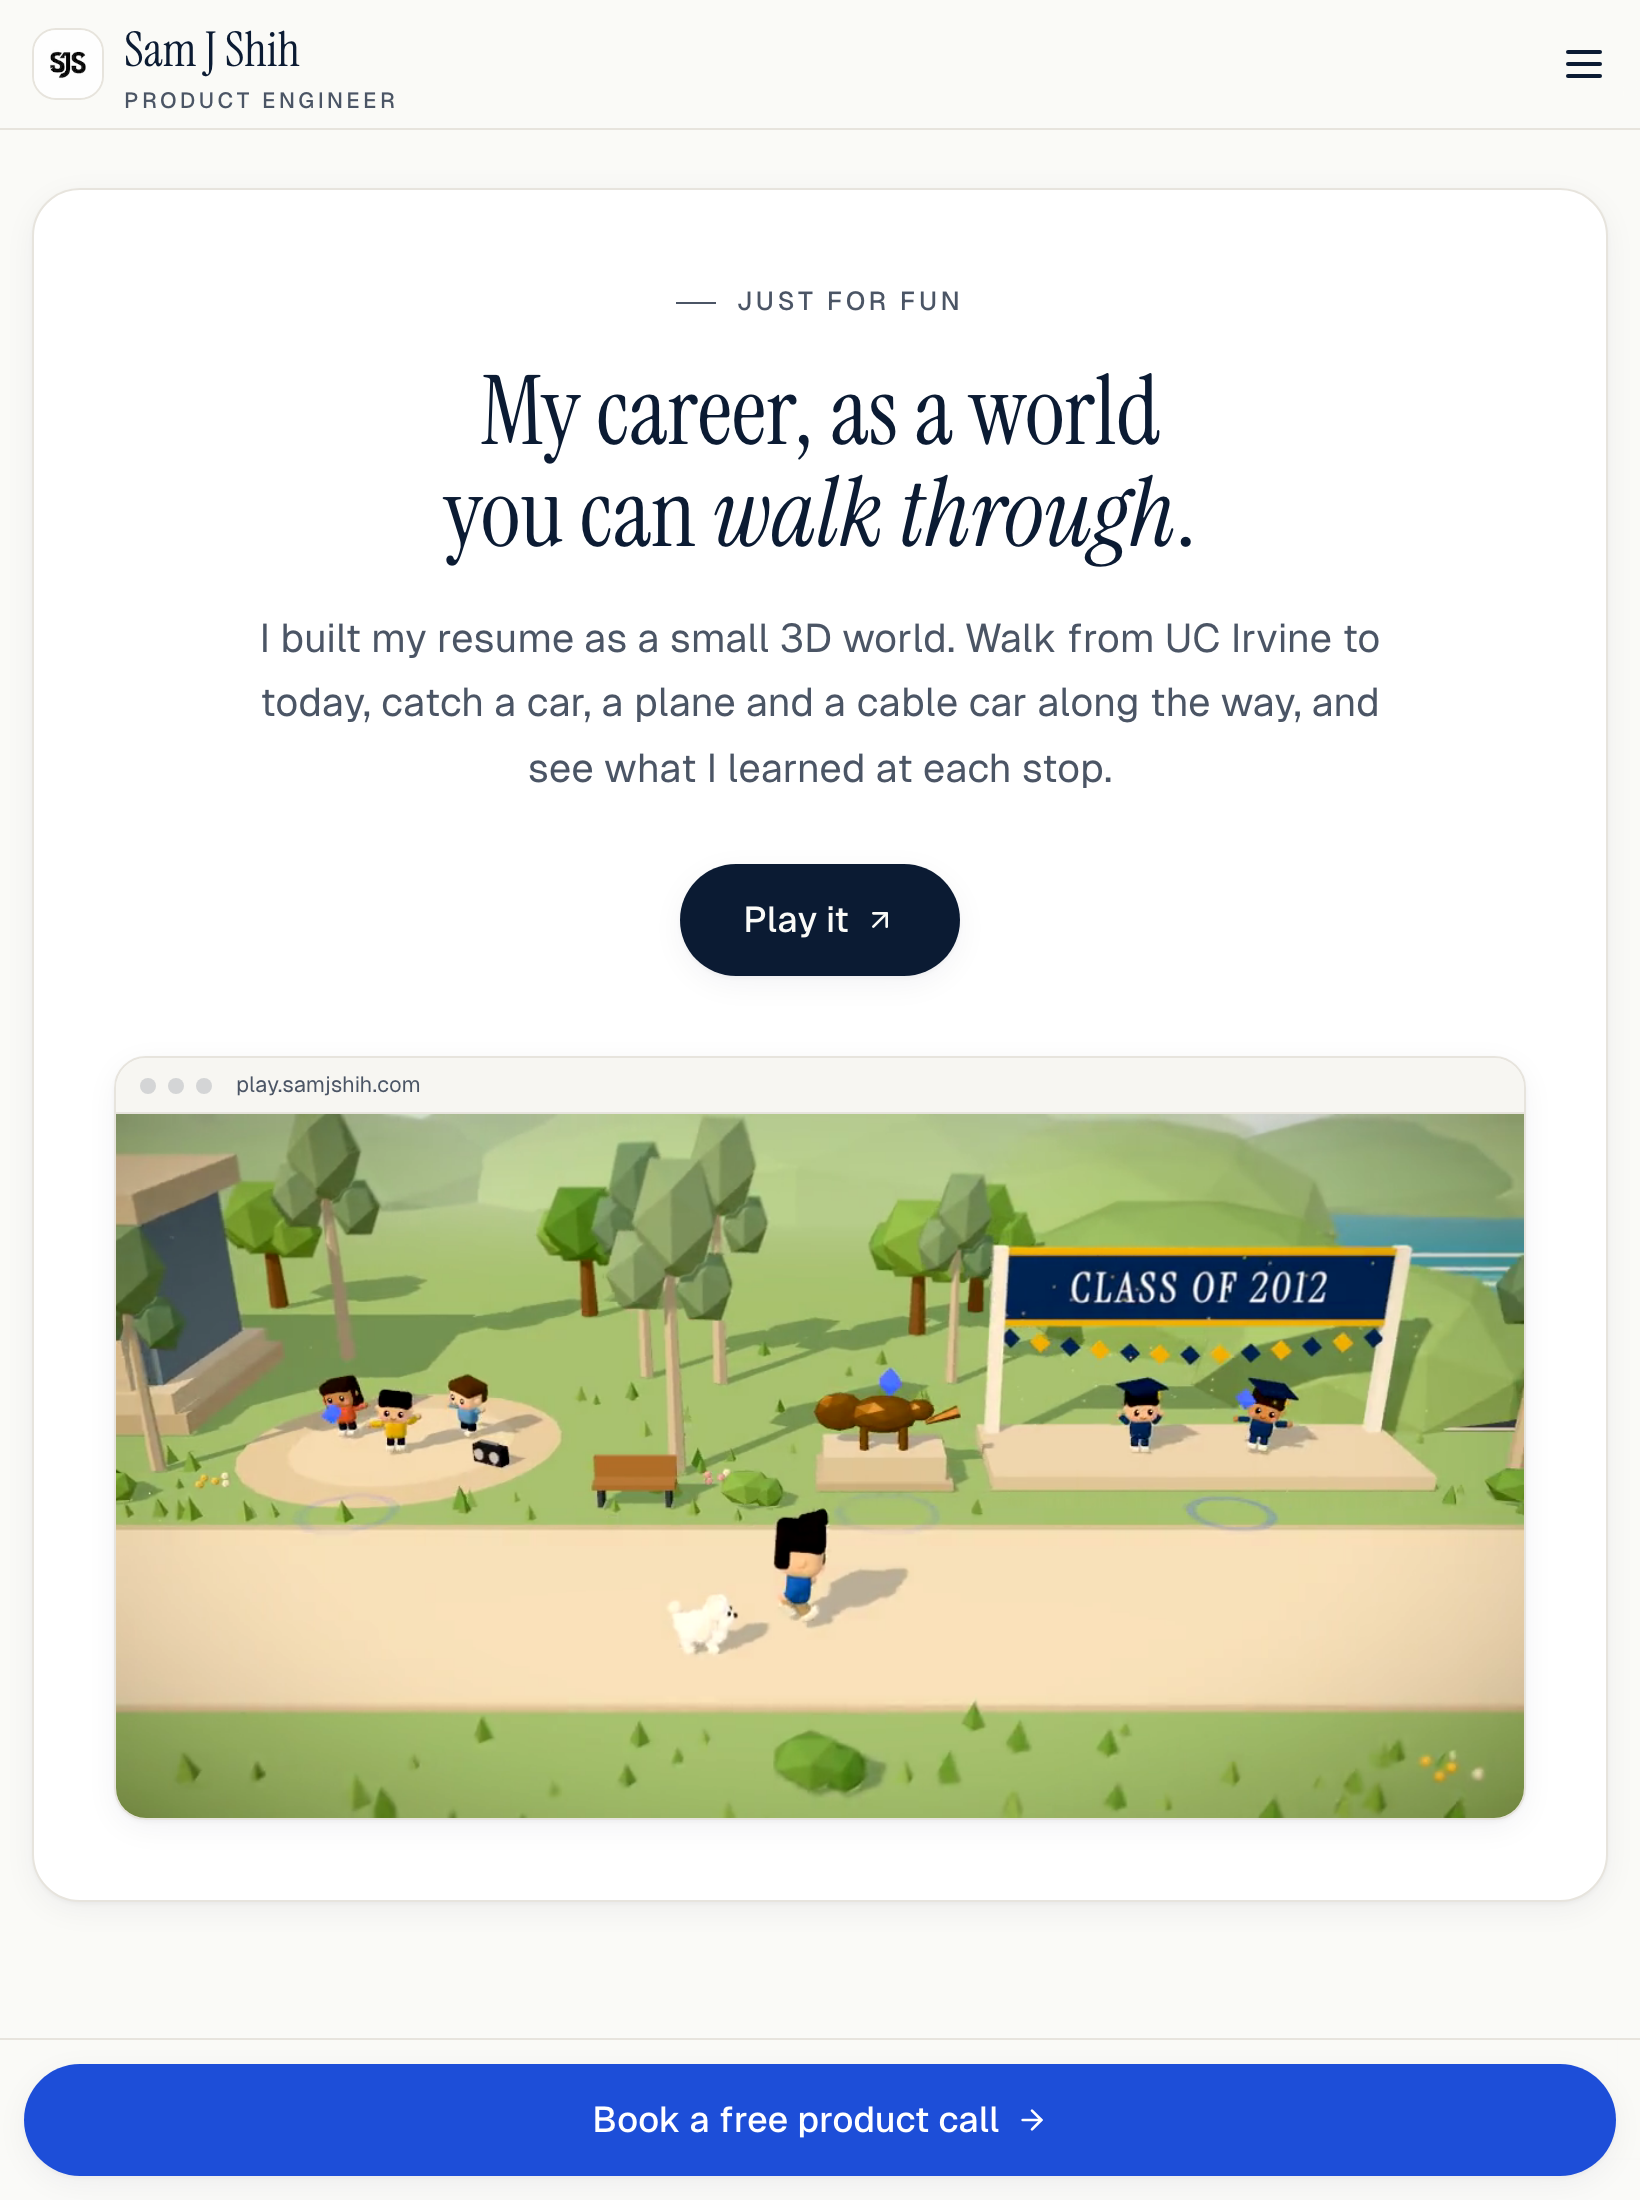 SJS
Sam J Shih
PRODUCT ENGINEER
JUST FOR FUN
My career, as a world
you can walk through.
I built my resume as a small 3D world. Walk from UC Irvine to
today, catch a car, a plane and a cable car along the way, and
see what I learned at each stop.
Play it
play.samjshih.com
CLASS OF 2012
Book a free product call